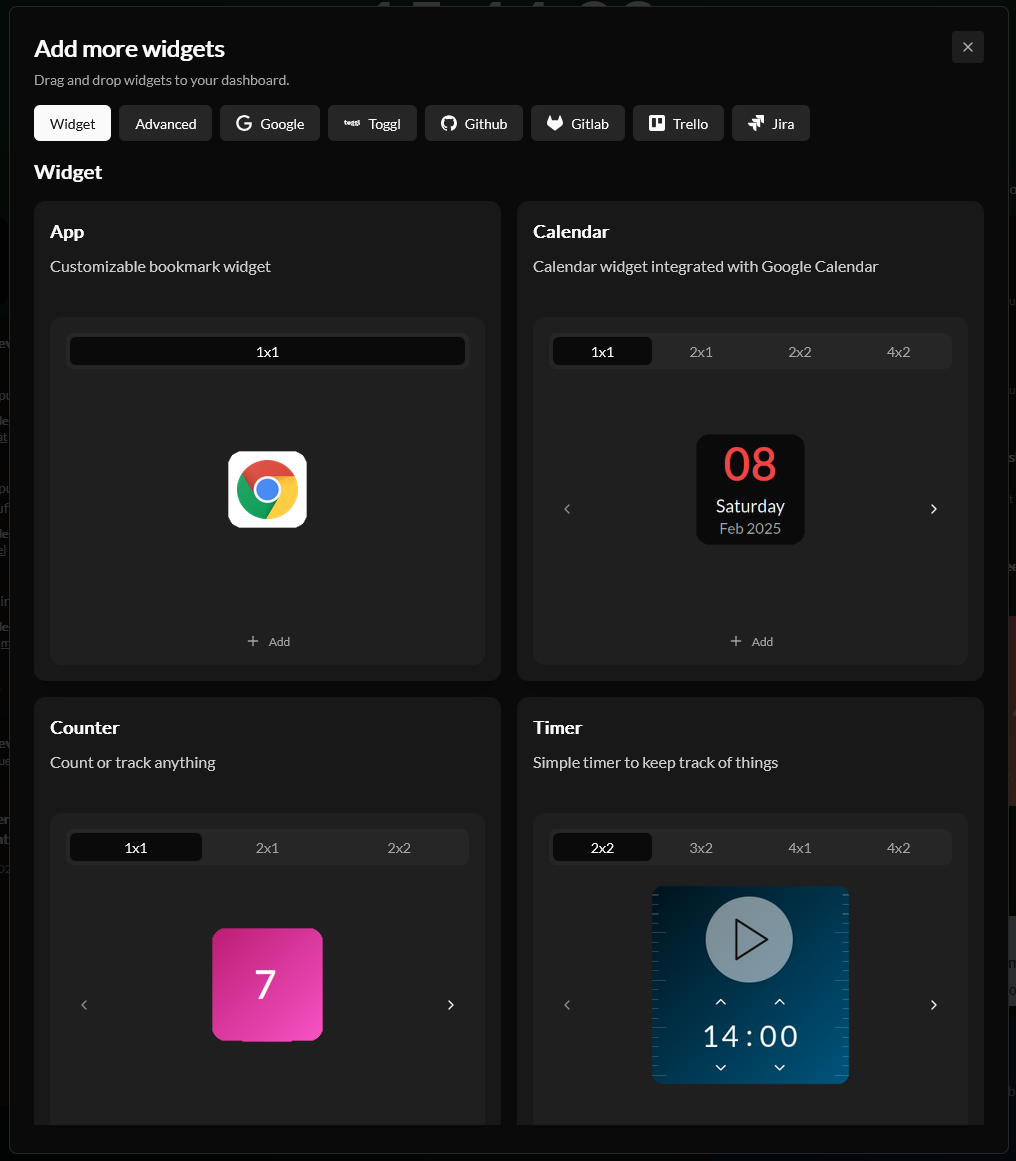 Add more widgets
Drag and drop widgets to your dashboard.
Widget Advanced Google toggl Toggl Github Gitlab Trello Jira
Widget
App
Customizable bookmark widget
1x1
Add
Calendar
Calendar widget integrated with Google Calendar
1x1 2x1 2x2 4x2
08
Saturday
Feb 2025
Add
Counter
Count or track anything
1x1 2x1 2x2
7
Timer
Simple timer to keep track of things
2x2 3x2 4x1 4x2
14:00